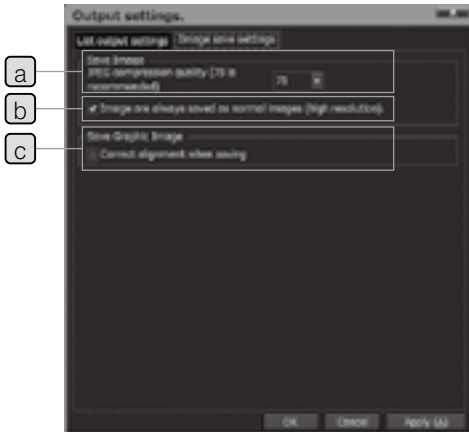 Output settings.
List output settings Image save settings
Save Image
a JPEG compression quality (75 is
recommended) 75
b Image are always saved as normal images (high resolution).
Save Graphic Image
c Correct alignment when saving
OK Cancel Apply (A)